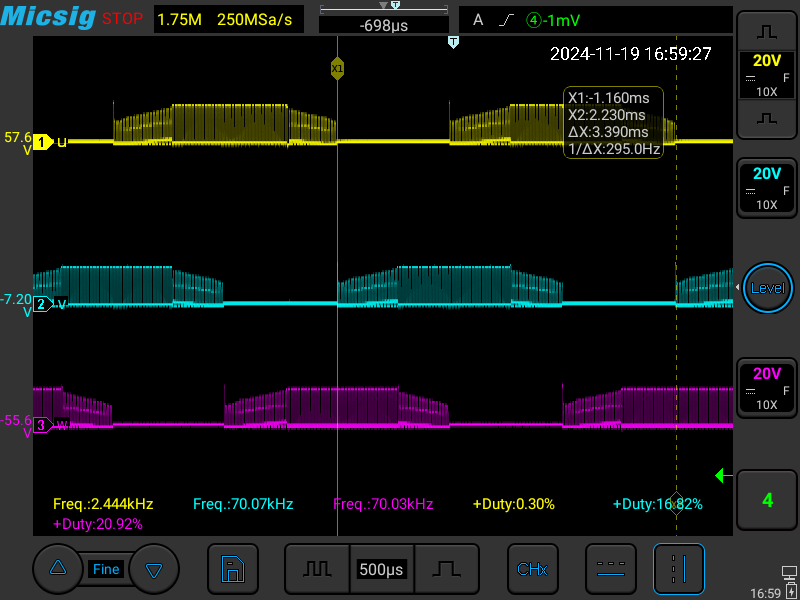 Micsig STOP 1.75M 250MSa/s -698µs A 4 -1mV
T
T
2024-11-19 16:59:27
X1
X1:-1.160ms
X2:2.230ms
ΔX:3.390ms
1/ΔX:295.0Hz
57.6
V
1 u
-7.20
V
2 V
-55.6
V
3 W
20V
F
10X
20V
F
10X
Level
20V
F
10X
4
Freq.:2.444kHz Freq.:70.07kHz Freq.:70.03kHz +Duty:0.30% +Duty:16.82%
+Duty:20.92%
Fine 500µs CHx
16:59